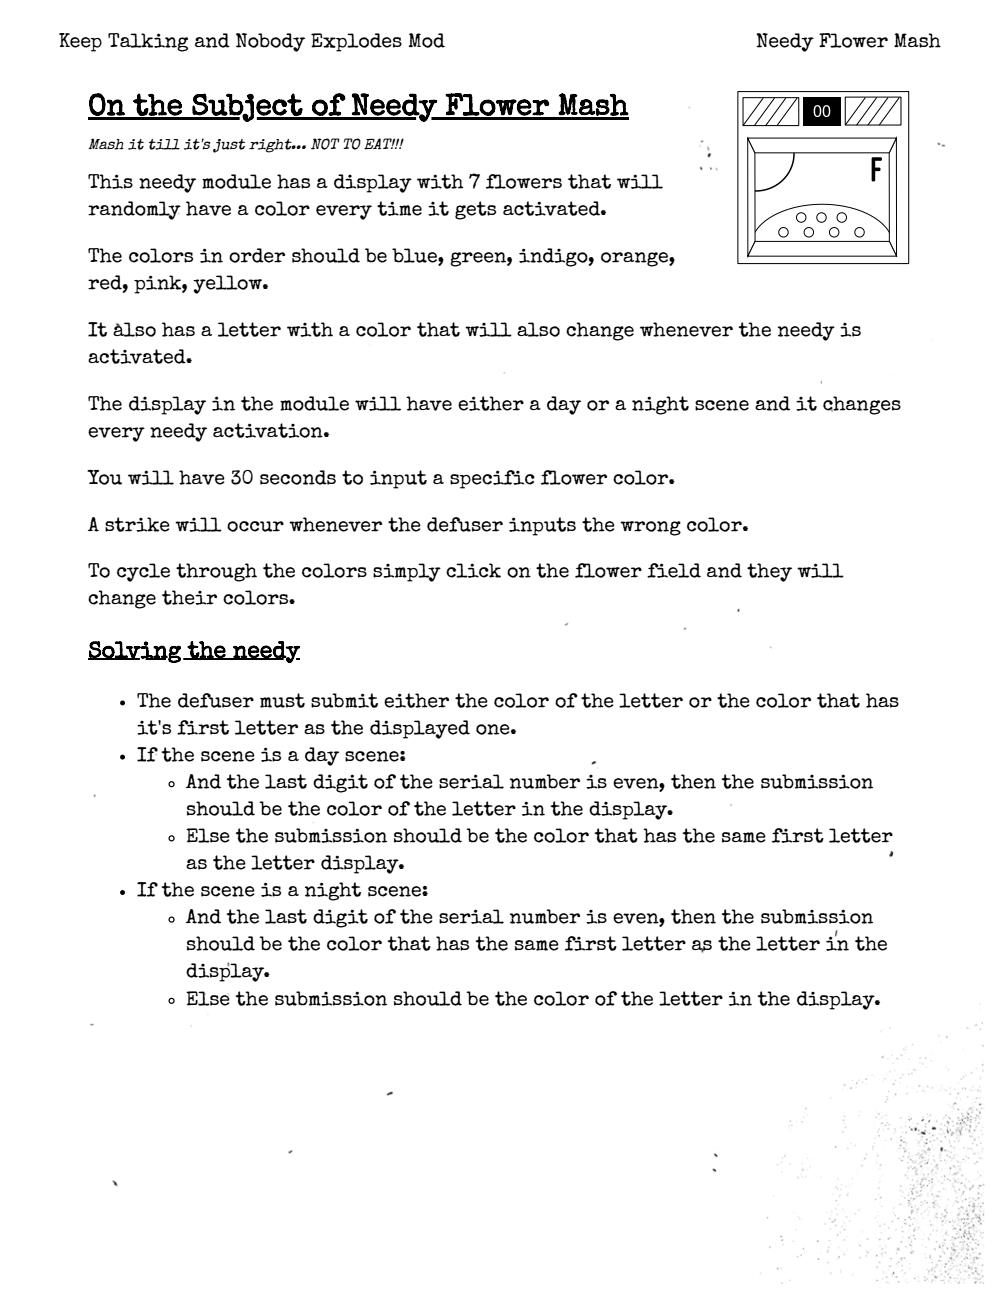 Keep Talking and Nobody Explodes Mod
Needy Flower Mash
On the Subject of Needy Flower Mash
Mash it till it's just right... NOT TO EAT!!!
00
F
This needy module has a display with 7 flowers that will
randomly have a color every time it gets activated.
The colors in order should be blue, green, indigo, orange,
red, pink, yellow.
It also has a letter with a color that will also change whenever the needy is
activated.
The display in the module will have either a day or a night scene and it changes
every needy activation.
You will have 30 seconds to input a specific flower color.
A strike will occur whenever the defuser inputs the wrong color.
To cycle through the colors simply click on the flower field and they will
change their colors.
Solving the needy
• The defuser must submit either the color of the letter or the color that has
it's first letter as the displayed one.
• If the scene is a day scene:
◦ And the last digit of the serial number is even, then the submission
should be the color of the letter in the display.
◦ Else the submission should be the color that has the same first letter
as the letter display.
• If the scene is a night scene:
◦ And the last digit of the serial number is even, then the submission
should be the color that has the same first letter as the letter in the
display.
◦ Else the submission should be the color of the letter in the display.